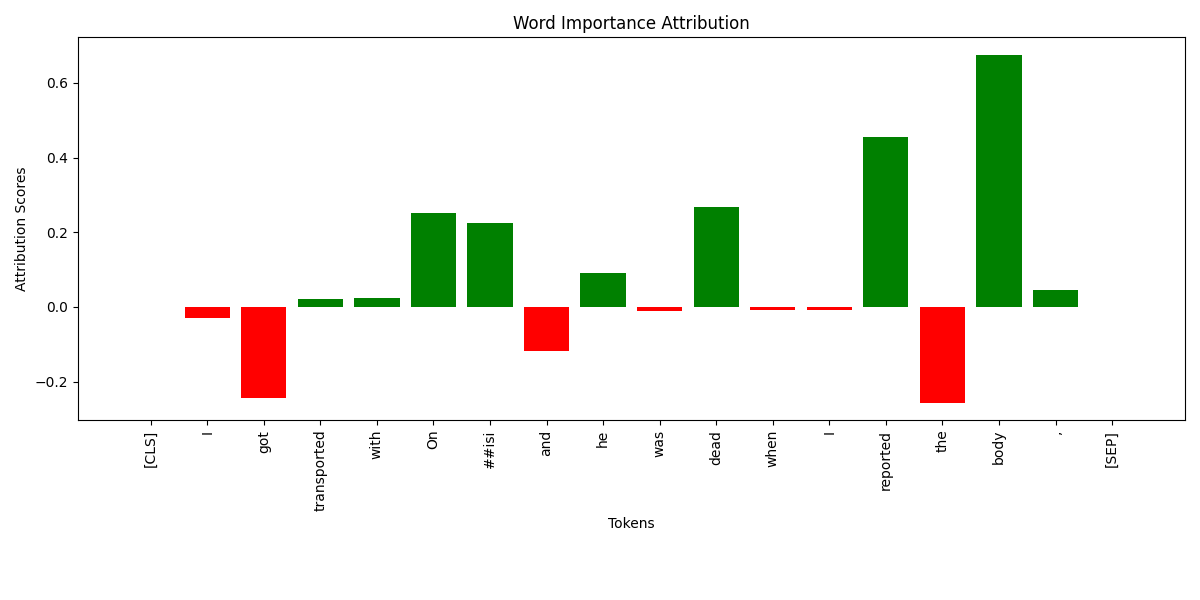 Word Importance Attribution
Attribution Scores
0.6
0.4
0.2
0.0
−0.2
[CLS]
I
got
transported
with
On
##isi
and
he
was
dead
when
I
reported
the
body
,
[SEP]
Tokens